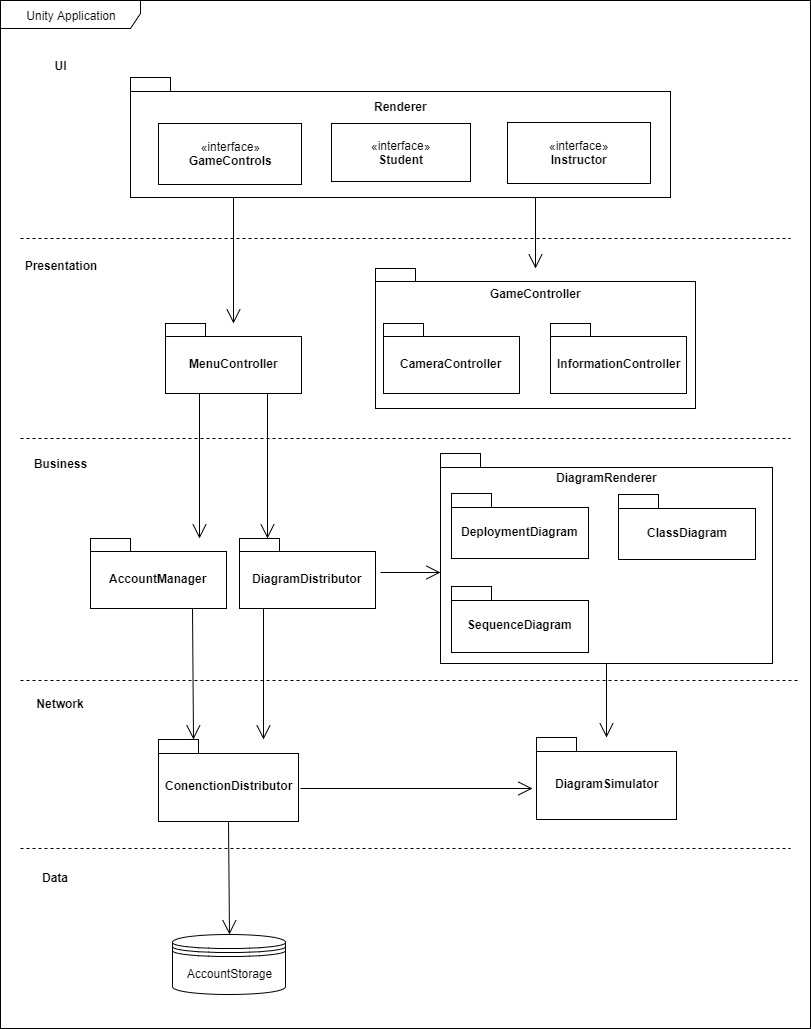 Unity Application
UI
Renderer
«interface»
GameControls
«interface»
Student
«interface»
Instructor
Presentation
GameController
MenuController
CameraController
InformationController
Business
DiagramRenderer
DeploymentDiagram
ClassDiagram
AccountManager
DiagramDistributor
SequenceDiagram
Network
ConenctionDistributor
DiagramSimulator
Data
AccountStorage